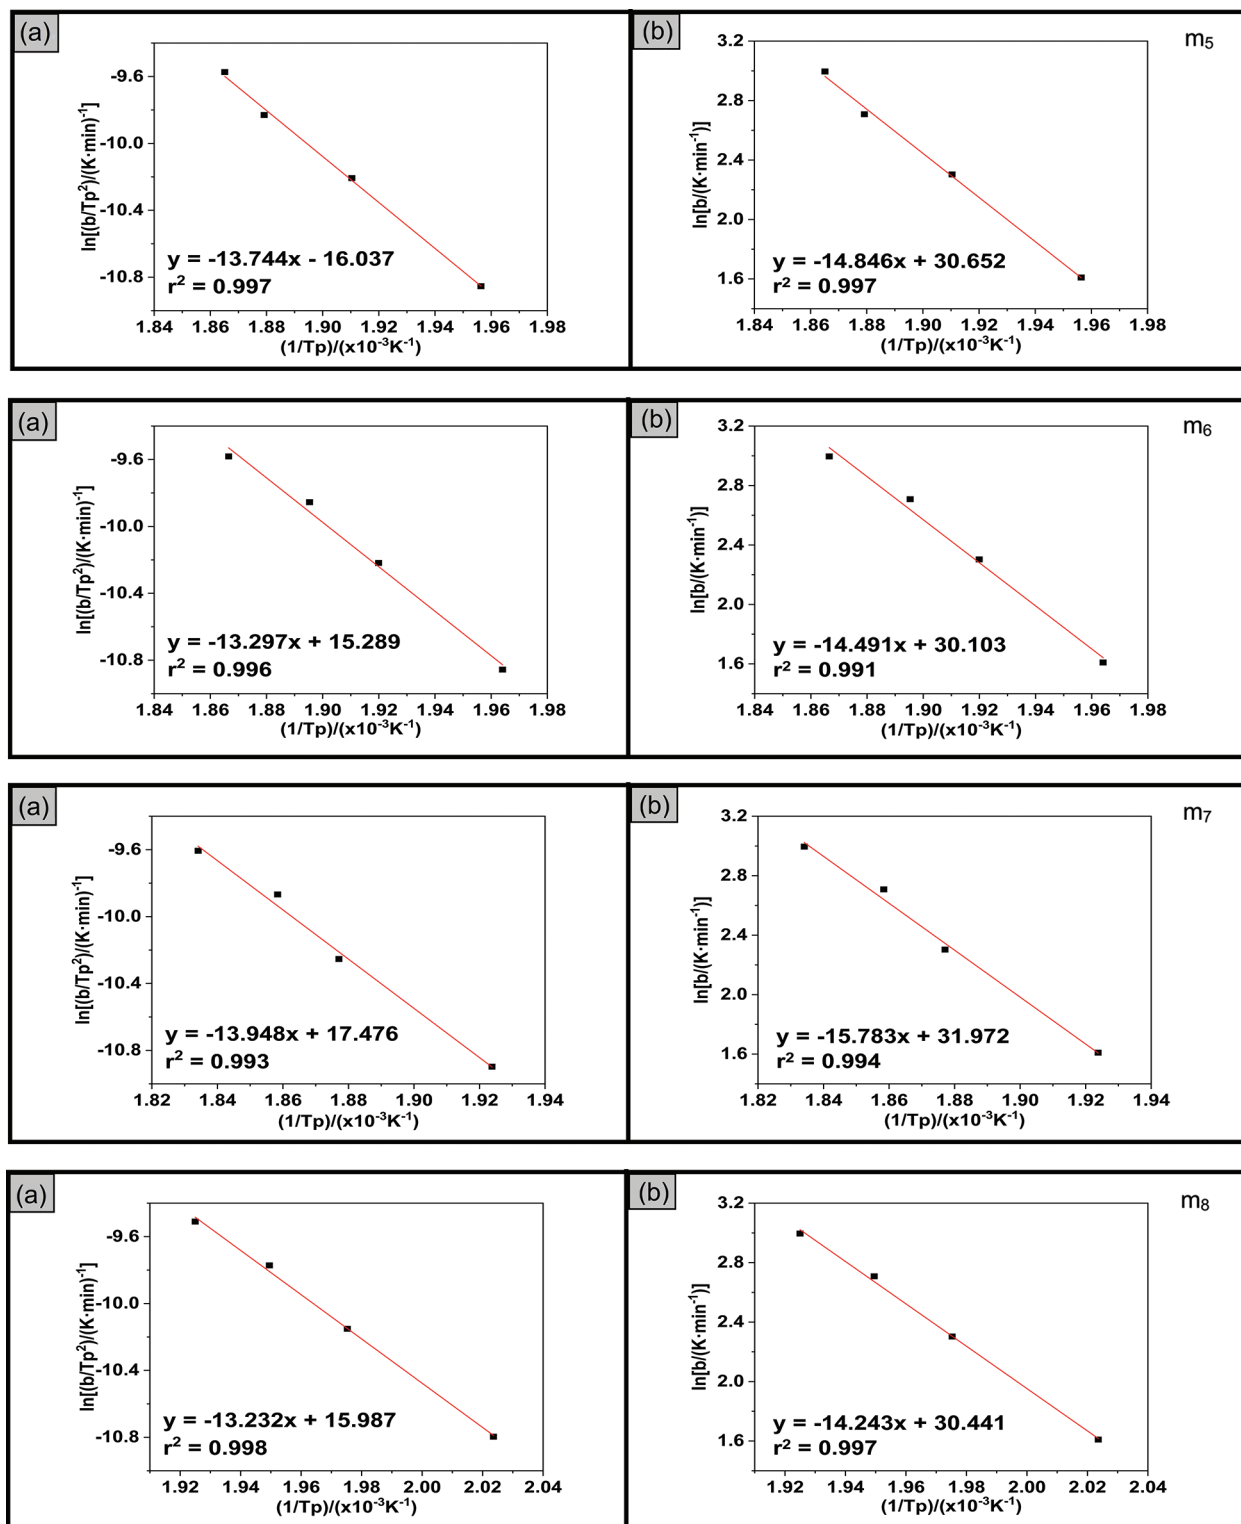 (a)
-9.6
-10.0
-10.4
-10.8
ln[(b/Tp²)/(K·min)⁻¹]
y = -13.744x - 16.037
r² = 0.997
1.84 1.86 1.88 1.90 1.92 1.94 1.96 1.98
(1/Tp)/(x10⁻³K⁻¹)
(b)
m₅
3.2
2.8
2.4
2.0
1.6
ln[b/(K·min⁻¹)]
y = -14.846x + 30.652
r² = 0.997
1.84 1.86 1.88 1.90 1.92 1.94 1.96 1.98
(1/Tp)/(x10⁻³K⁻¹)
(a)
-9.6
-10.0
-10.4
-10.8
ln[(b/Tp²)/(K·min)⁻¹]
y = -13.297x + 15.289
r² = 0.996
1.84 1.86 1.88 1.90 1.92 1.94 1.96 1.98
(1/Tp)/(x10⁻³K⁻¹)
(b)
m₆
3.2
2.8
2.4
2.0
1.6
ln[b/(K·min⁻¹)]
y = -14.491x + 30.103
r² = 0.991
1.84 1.86 1.88 1.90 1.92 1.94 1.96 1.98
(1/Tp)/(x10⁻³K⁻¹)
(a)
-9.6
-10.0
-10.4
-10.8
ln[(b/Tp²)/(K·min)⁻¹]
y = -13.948x + 17.476
r² = 0.993
1.82 1.84 1.86 1.88 1.90 1.92 1.94
(1/Tp)/(x10⁻³K⁻¹)
(b)
m₇
3.2
2.8
2.4
2.0
1.6
ln[b/(K·min⁻¹)]
y = -15.783x + 31.972
r² = 0.994
1.82 1.84 1.86 1.88 1.90 1.92 1.94
(1/Tp)/(x10⁻³K⁻¹)
(a)
-9.6
-10.0
-10.4
-10.8
ln[(b/Tp²)/(K·min)⁻¹]
y = -13.232x + 15.987
r² = 0.998
1.92 1.94 1.96 1.98 2.00 2.02 2.04
(1/Tp)/(x10⁻³K⁻¹)
(b)
m₈
3.2
2.8
2.4
2.0
1.6
ln[b/(K·min⁻¹)]
y = -14.243x + 30.441
r² = 0.997
1.92 1.94 1.96 1.98 2.00 2.02 2.04
(1/Tp)/(x10⁻³K⁻¹)